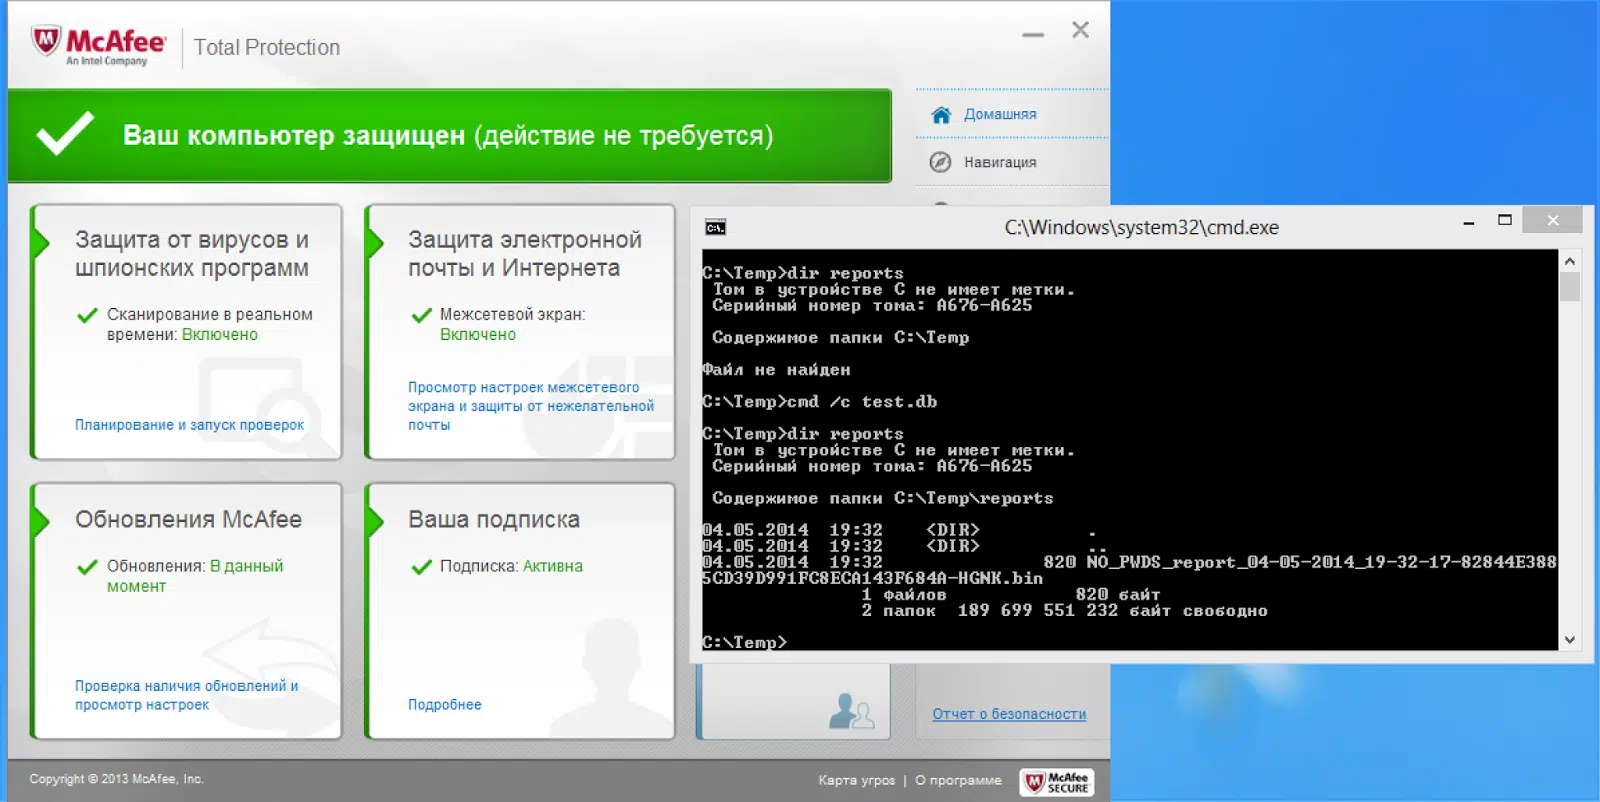 McAfee
An Intel Company
Total Protection
Ваш компьютер защищен (действие не требуется)
Домашняя
Навигация
Защита от вирусов и
шпионских программ
Сканирование в реальном
времени: Включено
Планирование и запуск проверок
Защита электронной
почты и Интернета
Межсетевой экран:
Включено
Просмотр настроек межсетевого
экрана и защиты от нежелательной
почты
Обновления McAfee
Обновления: В данный
момент
Проверка наличия обновлений и
просмотр настроек
Ваша подписка
Подписка: Активна
Подробнее
C:\Windows\system32\cmd.exe
C:\Temp>dir reports
Том в устройстве C не имеет метки.
Серийный номер тома: A676-A625
Содержимое папки C:\Temp
Файл не найден
C:\Temp>cmd /c test.db
C:\Temp>dir reports
Том в устройстве C не имеет метки.
Серийный номер тома: A676-A625
Содержимое папки C:\Temp\reports
04.05.2014 19:32 <DIR> .
04.05.2014 19:32 <DIR> ..
04.05.2014 19:32 820 NO_PWDS_report_04-05-2014_19-32-17-82844E388
5CD39D991FC8ECA143F684A-HGNK.bin
1 файлов 820 байт
2 папок 189 699 551 232 байт свободно
C:\Temp>
Отчет о безопасности
Copyright © 2013 McAfee, Inc.
Карта угроз | О программе
McAfee
SECURE